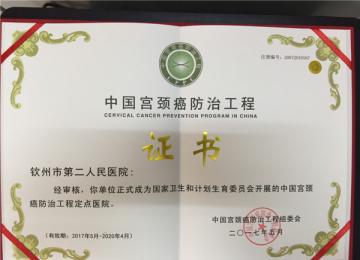 中国宫颈癌防治工程
CERVICAL CANCER PREVENTION PROGRAM IN CHINA
证书
钦州市第二人民医院：
经审核，你单位正式成为国家卫生和计划生育委员会开展的中国宫颈
癌防治工程定点医院。
中国宫颈癌防治工程组委会
二〇一七年五月
（有效期：2017年5月-2020年4月）